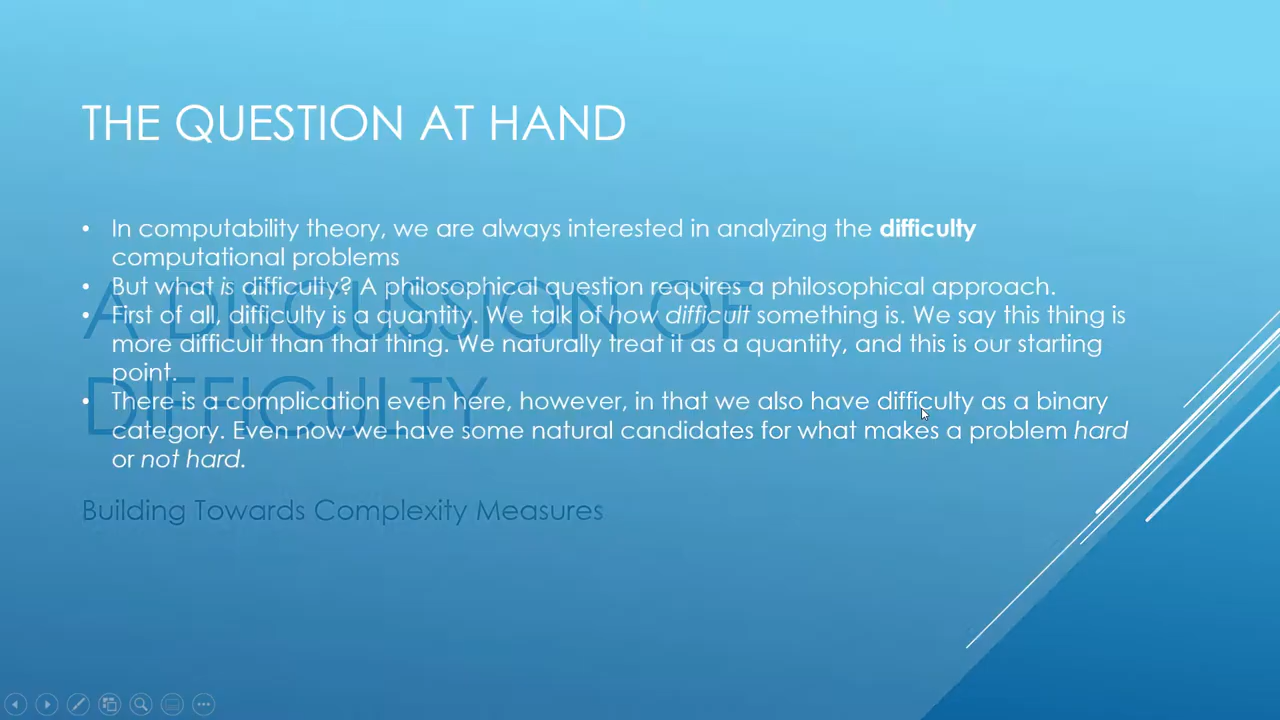 THE QUESTION AT HAND
• In computability theory, we are always interested in analyzing the difficulty
computational problems
• But what is difficulty? A philosophical question requires a philosophical approach.
• First of all, difficulty is a quantity. We talk of how difficult something is. We say this thing is
more difficult than that thing. We naturally treat it as a quantity, and this is our starting
point.
• There is a complication even here, however, in that we also have difficulty as a binary
category. Even now we have some natural candidates for what makes a problem hard
or not hard.
A DISCUSSION OF
DIFFICULTY
Building Towards Complexity Measures